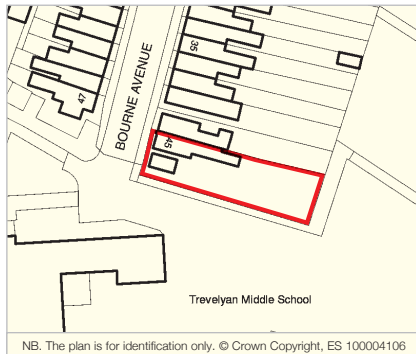 35
BOURNE AVENUE
47
45
Trevelyan Middle School
NB. The plan is for identification only. © Crown Copyright, ES 100004106